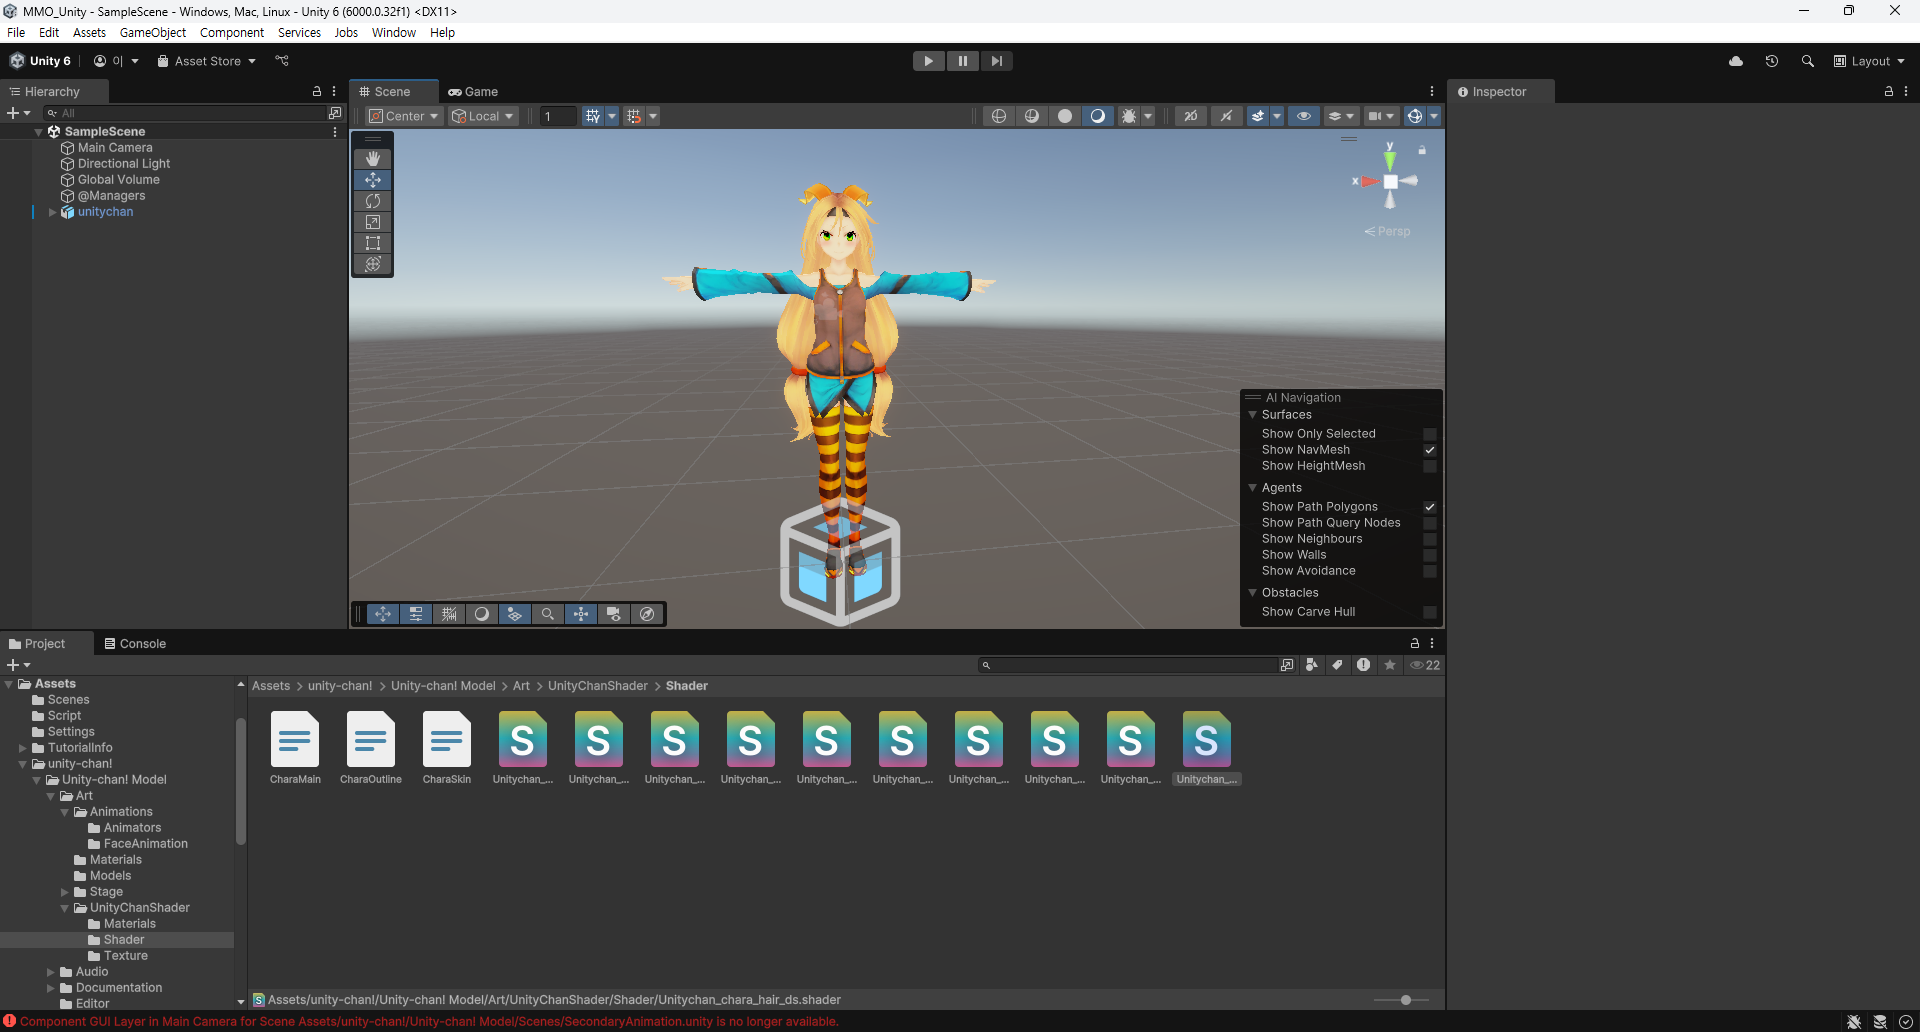 MMO_Unity - SampleScene - Windows, Mac, Linux - Unity 6 (6000.0.32f1) <DX11>
File Edit Assets GameObject Component Services Jobs Window Help
Unity 6 Asset Store Layout
Hierarchy
All
SampleScene
Main Camera
Directional Light
Global Volume
@Managers
unitychan
Scene Game
Center Local 1 2D
y
x
Persp
AI Navigation
Surfaces
Show Only Selected
Show NavMesh
Show HeightMesh
Agents
Show Path Polygons
Show Path Query Nodes
Show Neighbours
Show Walls
Show Avoidance
Obstacles
Show Carve Hull
Inspector
Project Console
22
Assets
Scenes
Script
Settings
TutorialInfo
unity-chan!
Unity-chan! Model
Art
Animations
Animators
FaceAnimation
Materials
Models
Stage
UnityChanShader
Materials
Shader
Texture
Audio
Documentation
Editor
Assets > unity-chan! > Unity-chan! Model > Art > UnityChanShader > Shader
S S S S S S S S S S
CharaMain CharaOutline CharaSkin Unitychan_... Unitychan_... Unitychan_... Unitychan_... Unitychan_... Unitychan_... Unitychan_... Unitychan_... Unitychan_... Unitychan_...
Assets/unity-chan!/Unity-chan! Model/Art/UnityChanShader/Shader/Unitychan_chara_hair_ds.shader
Component GUI Layer in Main Camera for Scene Assets/unity-chan!/Unity-chan! Model/Scenes/SecondaryAnimation.unity is no longer available.